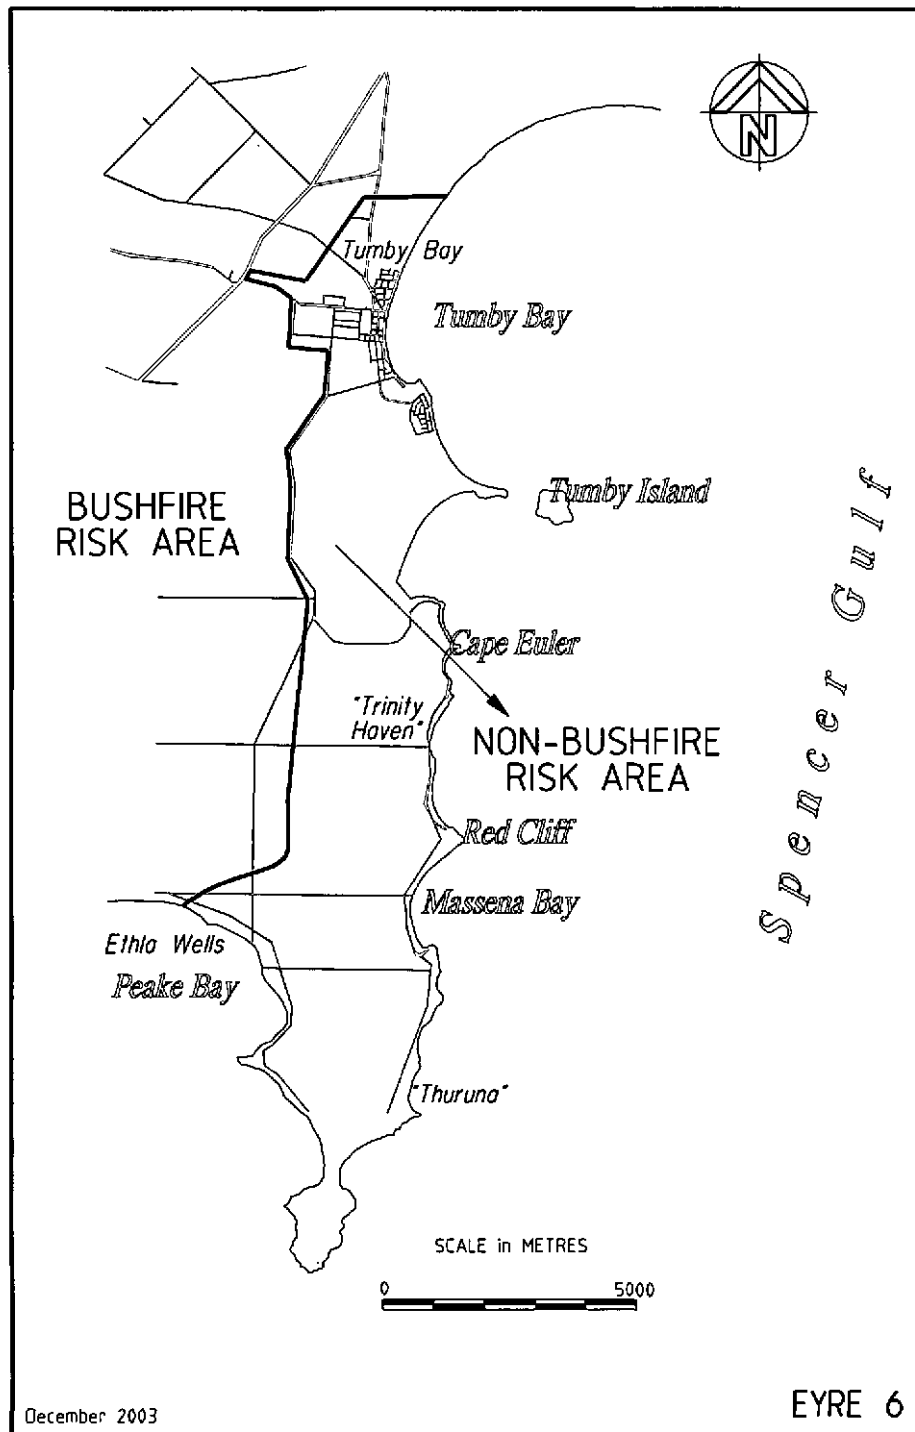 N
Tumby Bay
Tumby Bay
Tumby Island
BUSHFIRE
RISK AREA
Spencer Gulf
Cape Euler
"Trinity
Haven"
NON-BUSHFIRE
RISK AREA
Red Cliff
Massena Bay
Ethla Wells
Peake Bay
"Thuruna"
SCALE in METRES
0 5000
December 2003
EYRE 6